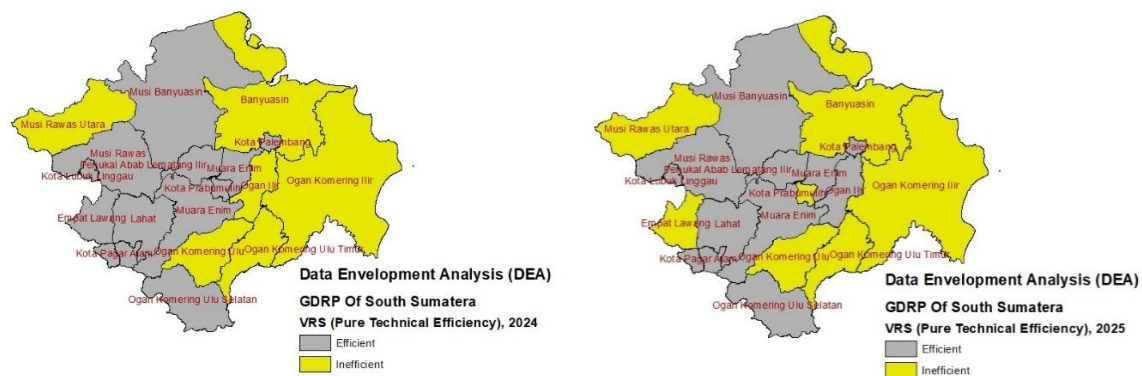 Musi Banyuasin
Banyuasin
Musi Rawas Utara
Kota Palembang
Musi Rawas
Penukal Abab Lematang Ilir
Muara Enim
Kota Lubuk Linggau
Kota Prabumulih
Ogan Ilir
Ogan Komering Ilir
Empat Lawang
Lahat
Muara Enim
Kota Pagar Alam
Ogan Komering Ulu
Ogan Komering Ulu Timur
Ogan Komering Ulu Selatan
Data Envelopment Analysis (DEA)
GDRP Of South Sumatera
VRS (Pure Technical Efficiency), 2024
Efficient
Inefficient
Musi Banyuasin
Banyuasin
Musi Rawas Utara
Kota Palembang
Musi Rawas
Penukal Abab Lematang Ilir
Muara Enim
Kota Lubuk Linggau
Kota Prabumulih
Ogan Ilir
Ogan Komering Ilir
Empat Lawang
Lahat
Muara Enim
Kota Pagar Alam
Ogan Komering Ulu
Ogan Komering Ulu Timur
Ogan Komering Ulu Selatan
Data Envelopment Analysis (DEA)
GDRP Of South Sumatera
VRS (Pure Technical Efficiency), 2025
Efficient
Inefficient